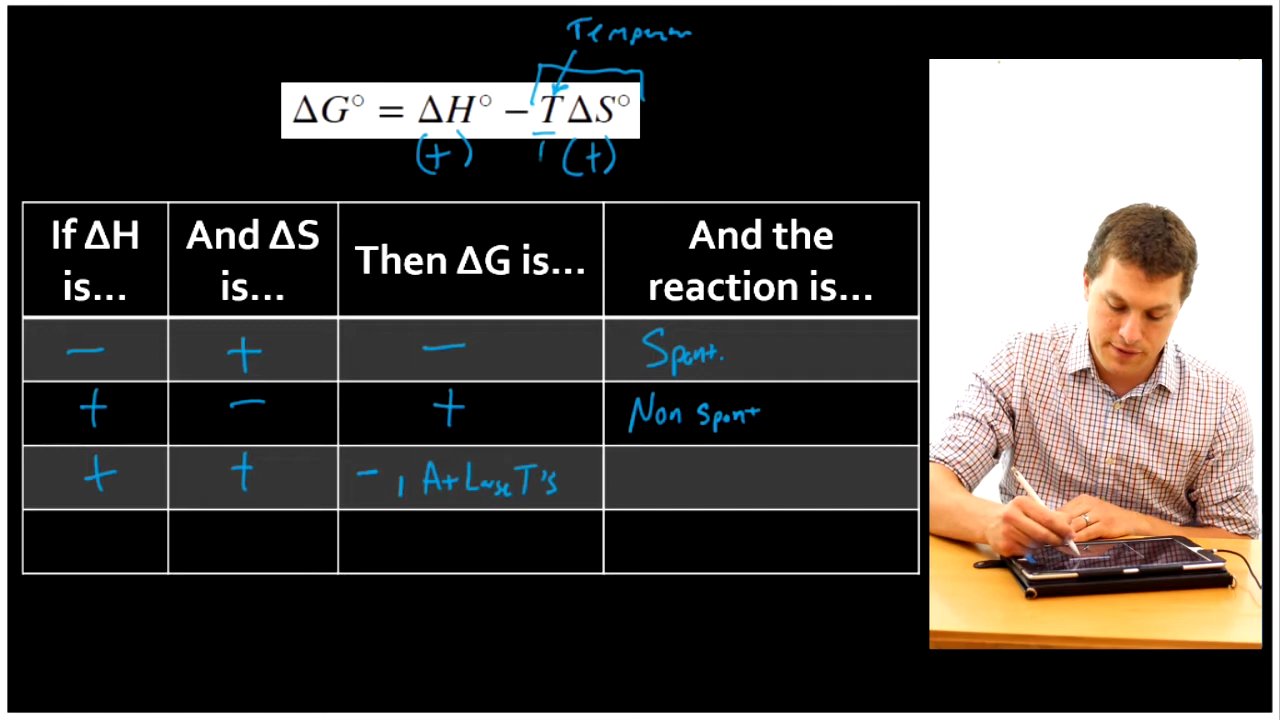 Temperar
ΔG° = ΔH° − TΔS°
(+) (+)
If ΔH is...
And ΔS is...
Then ΔG is...
And the reaction is...
− + − Spont.
+ − + Non Spont
+ + − , At Large T's